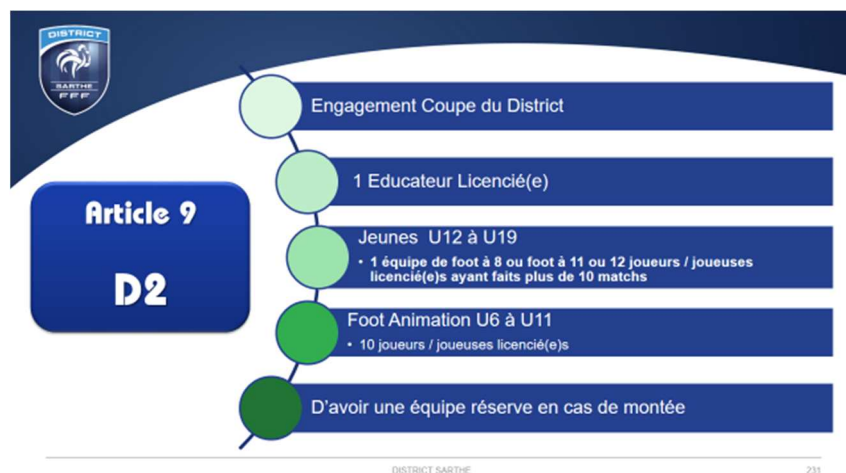 DISTRICT
SARTHE
FFF
Article 9
D2
Engagement Coupe du District
1 Educateur Licencié(e)
Jeunes U12 à U19
• 1 équipe de foot à 8 ou foot à 11 ou 12 joueurs / joueuses
licencié(e)s ayant faits plus de 10 matchs
Foot Animation U6 à U11
• 10 joueurs / joueuses licencié(e)s
D'avoir une équipe réserve en cas de montée
DISTRICT SARTHE
231